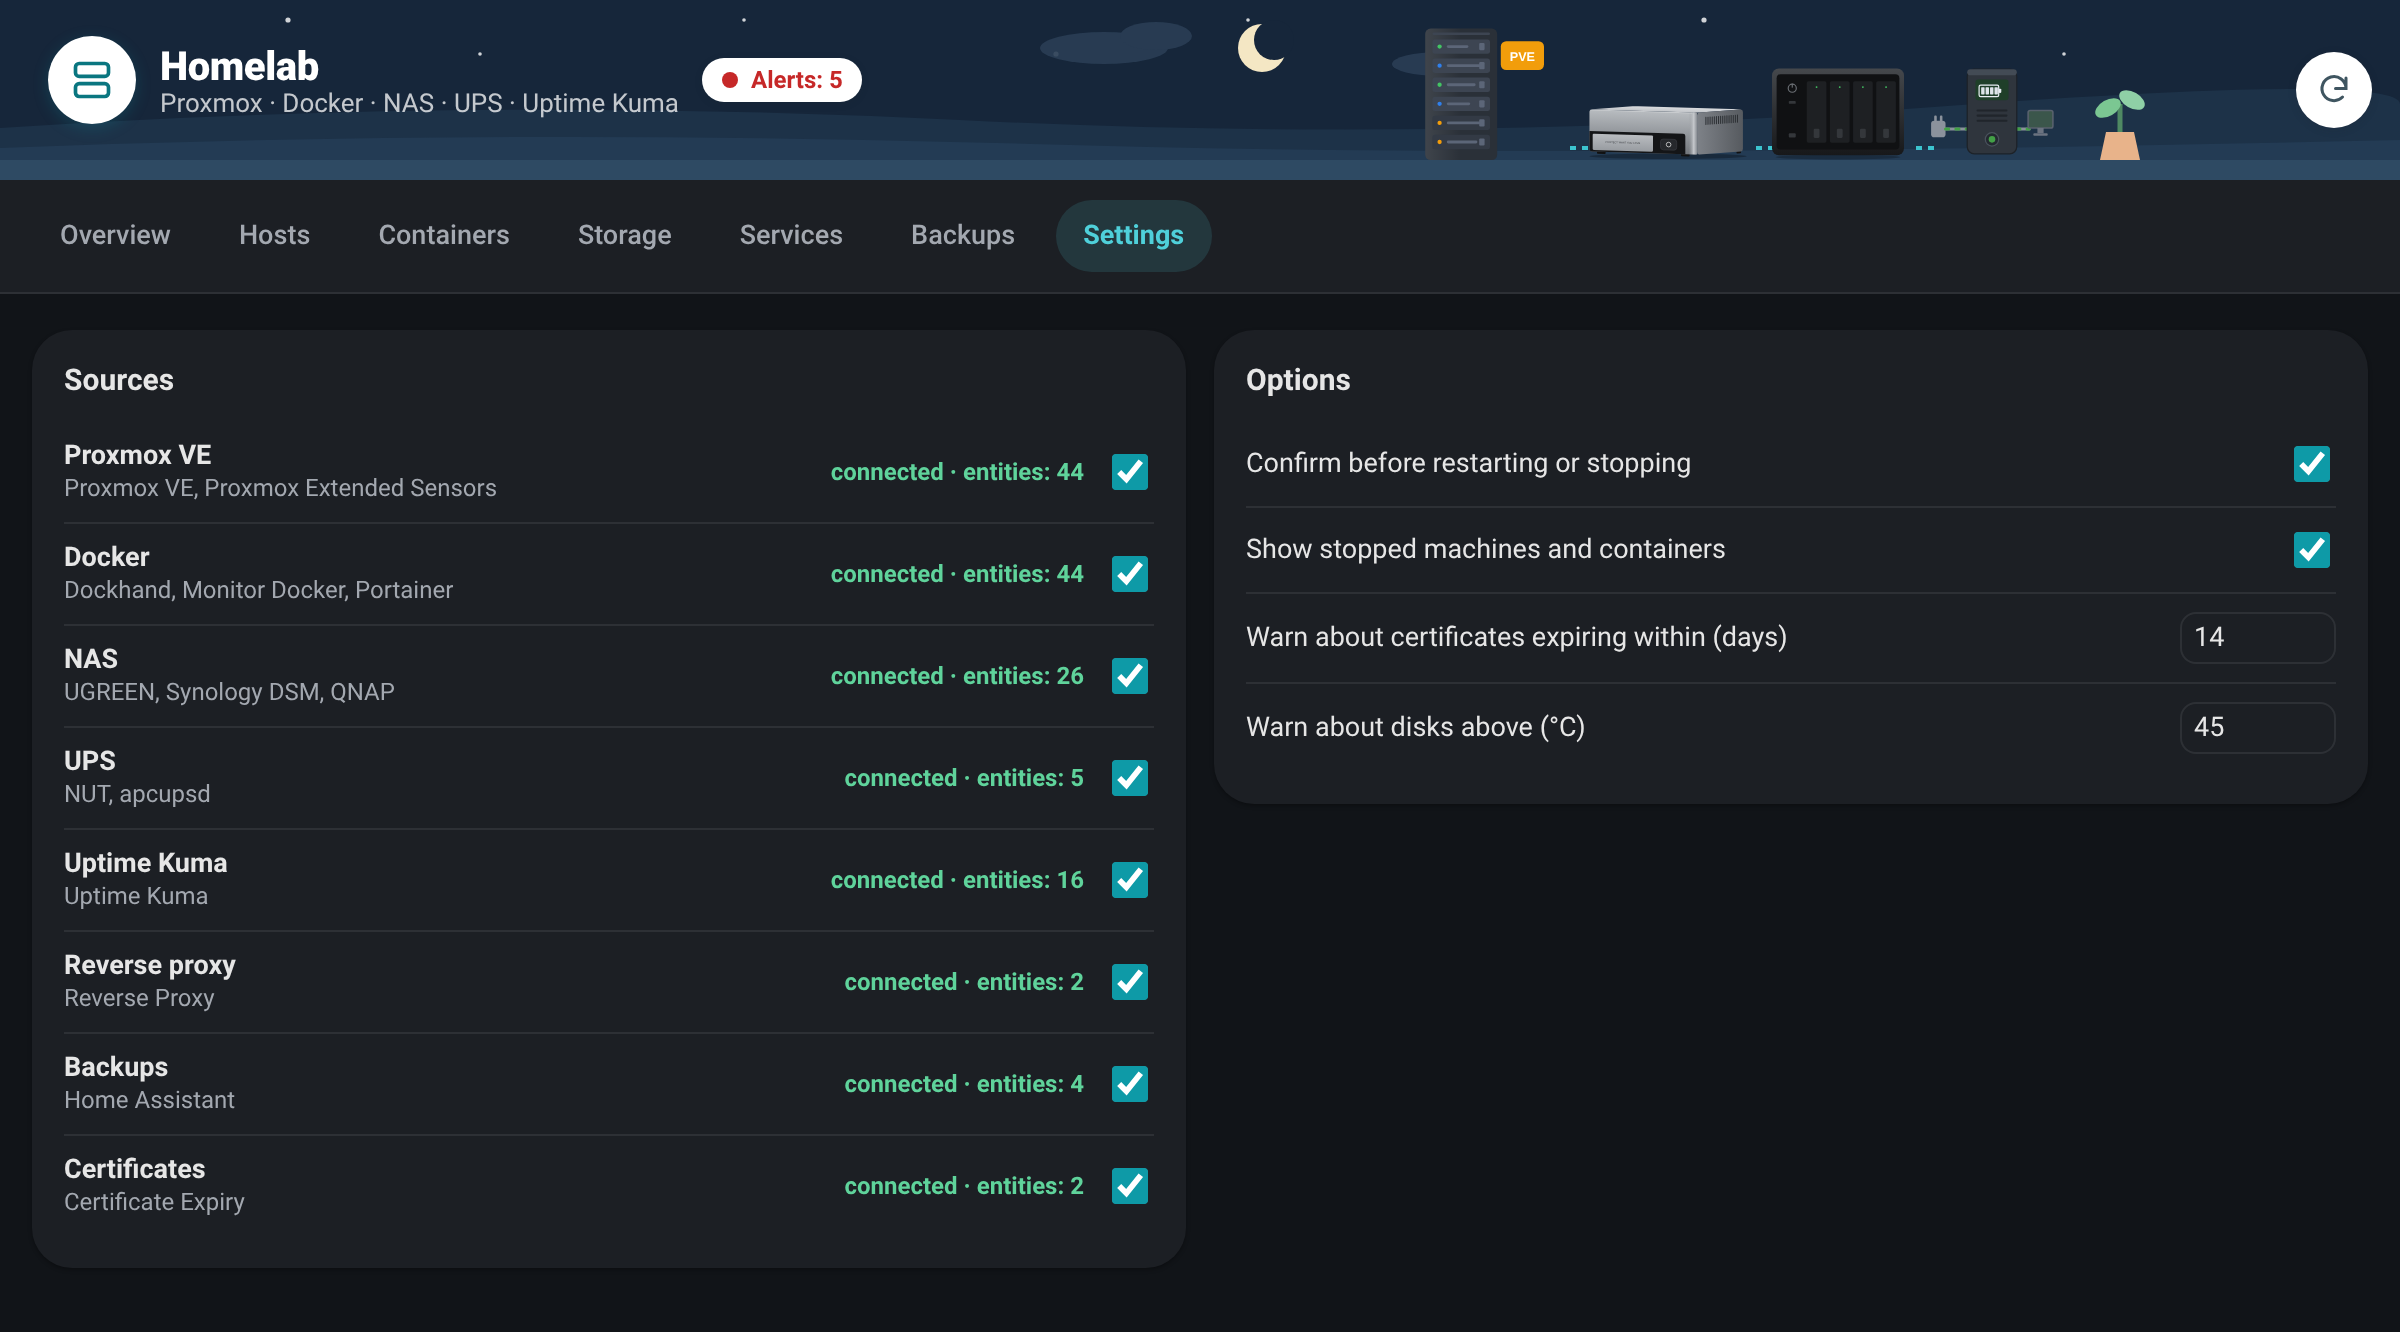 Homelab
Proxmox · Docker · NAS · UPS · Uptime Kuma
Alerts: 5
PVE
Overview
Hosts
Containers
Storage
Services
Backups
Settings
Sources
Proxmox VE
Proxmox VE, Proxmox Extended Sensors
connected · entities: 44
Docker
Dockhand, Monitor Docker, Portainer
connected · entities: 44
NAS
UGREEN, Synology DSM, QNAP
connected · entities: 26
UPS
NUT, apcupsd
connected · entities: 5
Uptime Kuma
Uptime Kuma
connected · entities: 16
Reverse proxy
Reverse Proxy
connected · entities: 2
Backups
Home Assistant
connected · entities: 4
Certificates
Certificate Expiry
connected · entities: 2
Options
Confirm before restarting or stopping
Show stopped machines and containers
Warn about certificates expiring within (days)
14
Warn about disks above (°C)
45